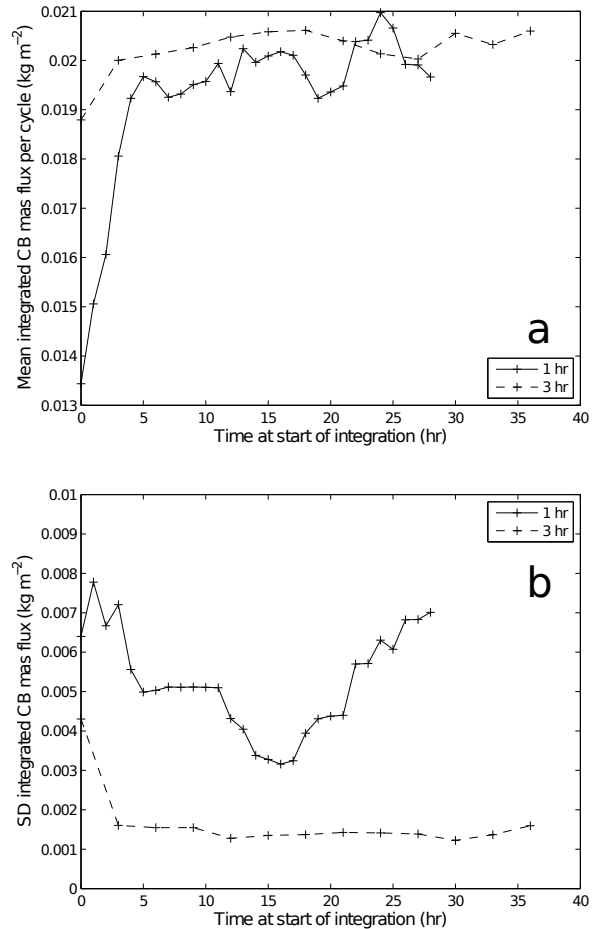 0.021
0.02
0.019
0.018
0.017
0.016
0.015
0.014
0.013
Mean integrated CB mas flux per cycle (kg m⁻²)
a
1 hr
3 hr
0 5 10 15 20 25 30 35 40
Time at start of integration (hr)
0.01
0.009
0.008
0.007
0.006
0.005
0.004
0.003
0.002
0.001
0
SD integrated CB mas flux (kg m⁻²)
1 hr
3 hr
b
0 5 10 15 20 25 30 35 40
Time at start of integration (hr)